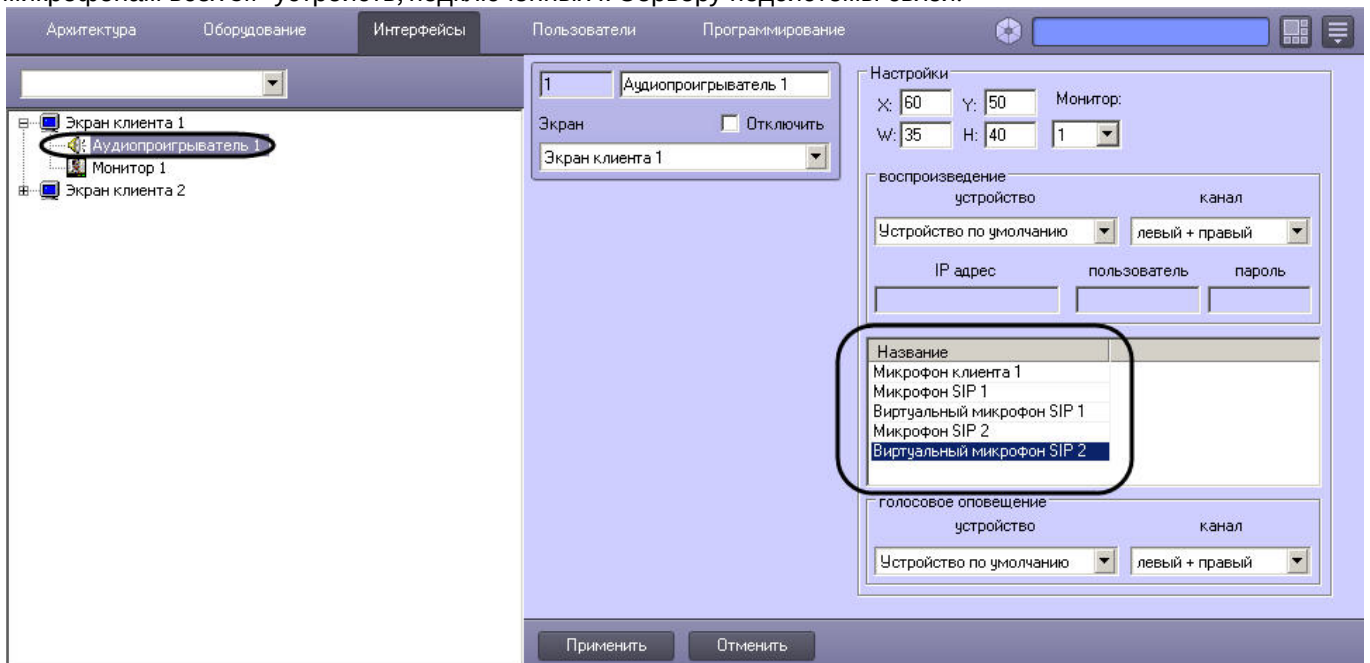 Архитектура Оборудование Интерфейсы Пользователи Программирование
Экран клиента 1
Аудиопроигрыватель 1
Монитор 1
Экран клиента 2
1 Аудиопроигрыватель 1
Экран Отключить
Экран клиента 1
Настройки
X: 60 Y: 50 Монитор:
W: 35 H: 40 1
воспроизведение
устройство канал
Устройство по умолчанию левый + правый
IP адрес пользователь пароль
Название
Микрофон клиента 1
Микрофон SIP 1
Виртуальный микрофон SIP 1
Микрофон SIP 2
Виртуальный микрофон SIP 2
голосовое оповещение
устройство канал
Устройство по умолчанию левый + правый
Применить Отменить